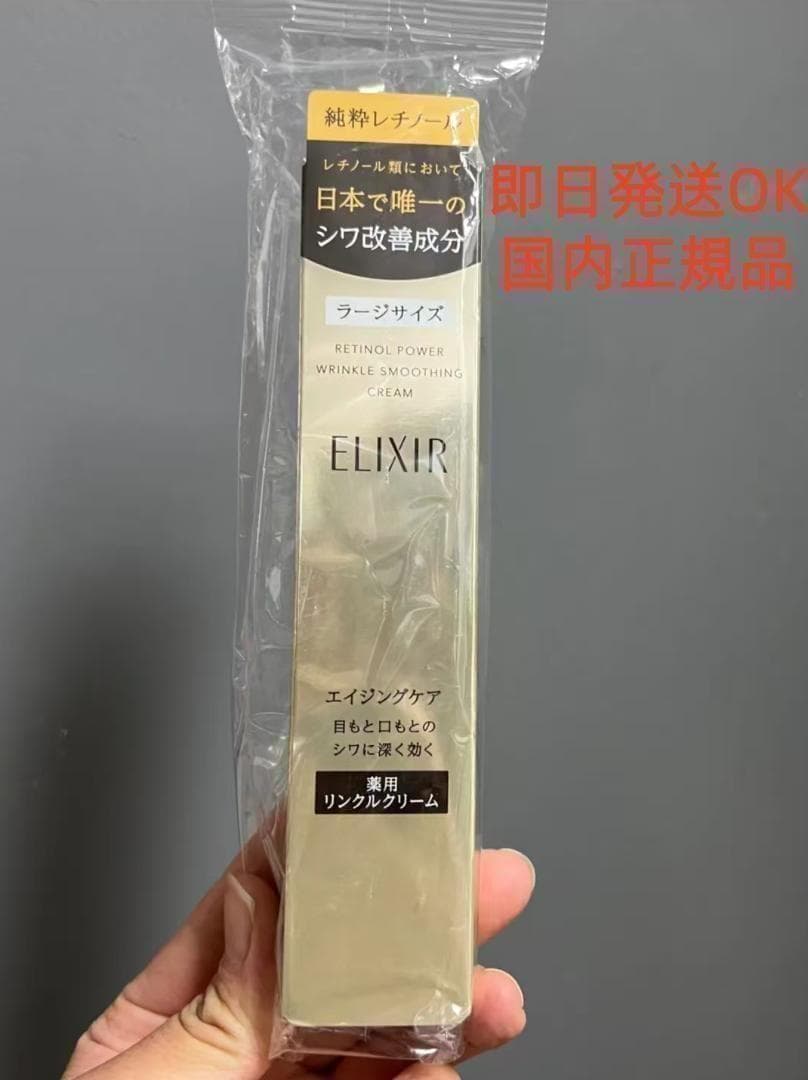 純粋レチノール
レチノール類において
日本で唯一の
シワ改善成分
即日発送OK
国内正規品
ラージサイズ
RETINOL POWER
WRINKLE SMOOTHING
CREAM
ELIXIR
エイジングケア
目もと口もとの
シワに深く効く
薬用
リンクルクリーム